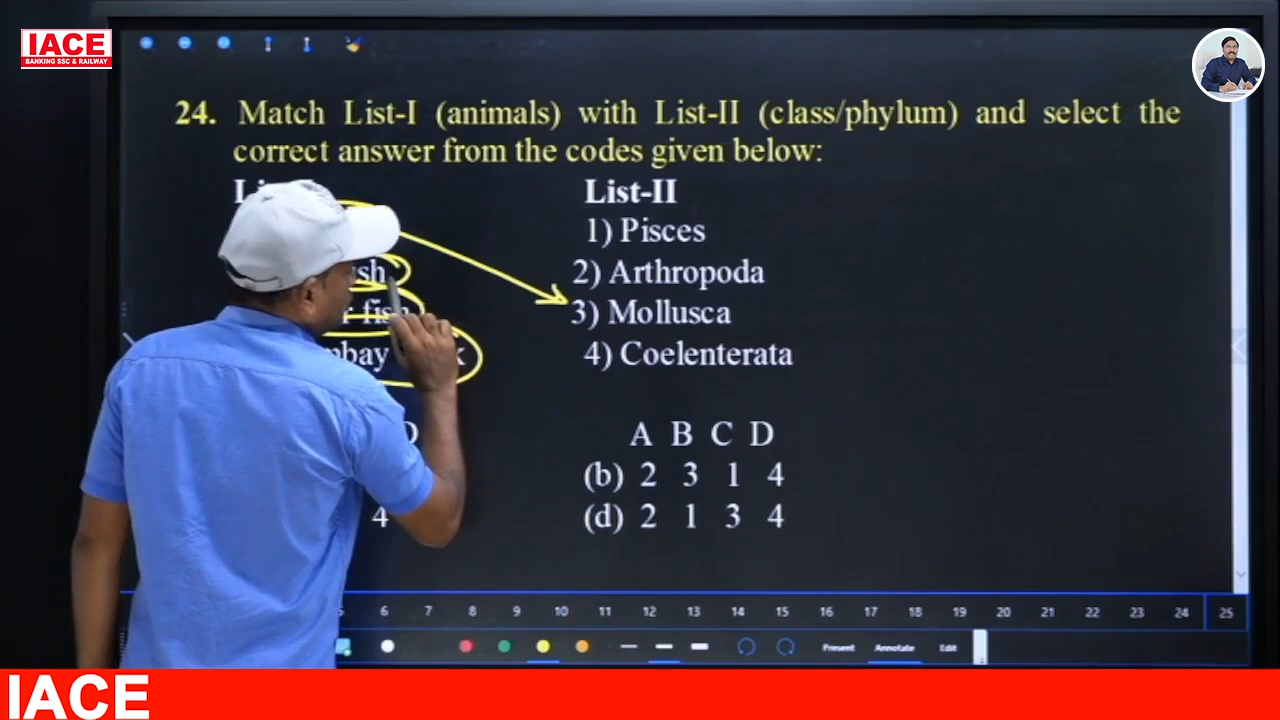 IACE
BANKING SSC & RAILWAY
24. Match List-I (animals) with List-II (class/phylum) and select the
correct answer from the codes given below:
List-II
1) Pisces
2) Arthropoda
3) Mollusca
4) Coelenterata
A B C D
(b) 2 3 1 4
4 (d) 2 1 3 4
6 7 8 9 10 11 12 13 14 15 16 17 18 19 20 21 22 23 24 25
Present Annotate Edit
IACE